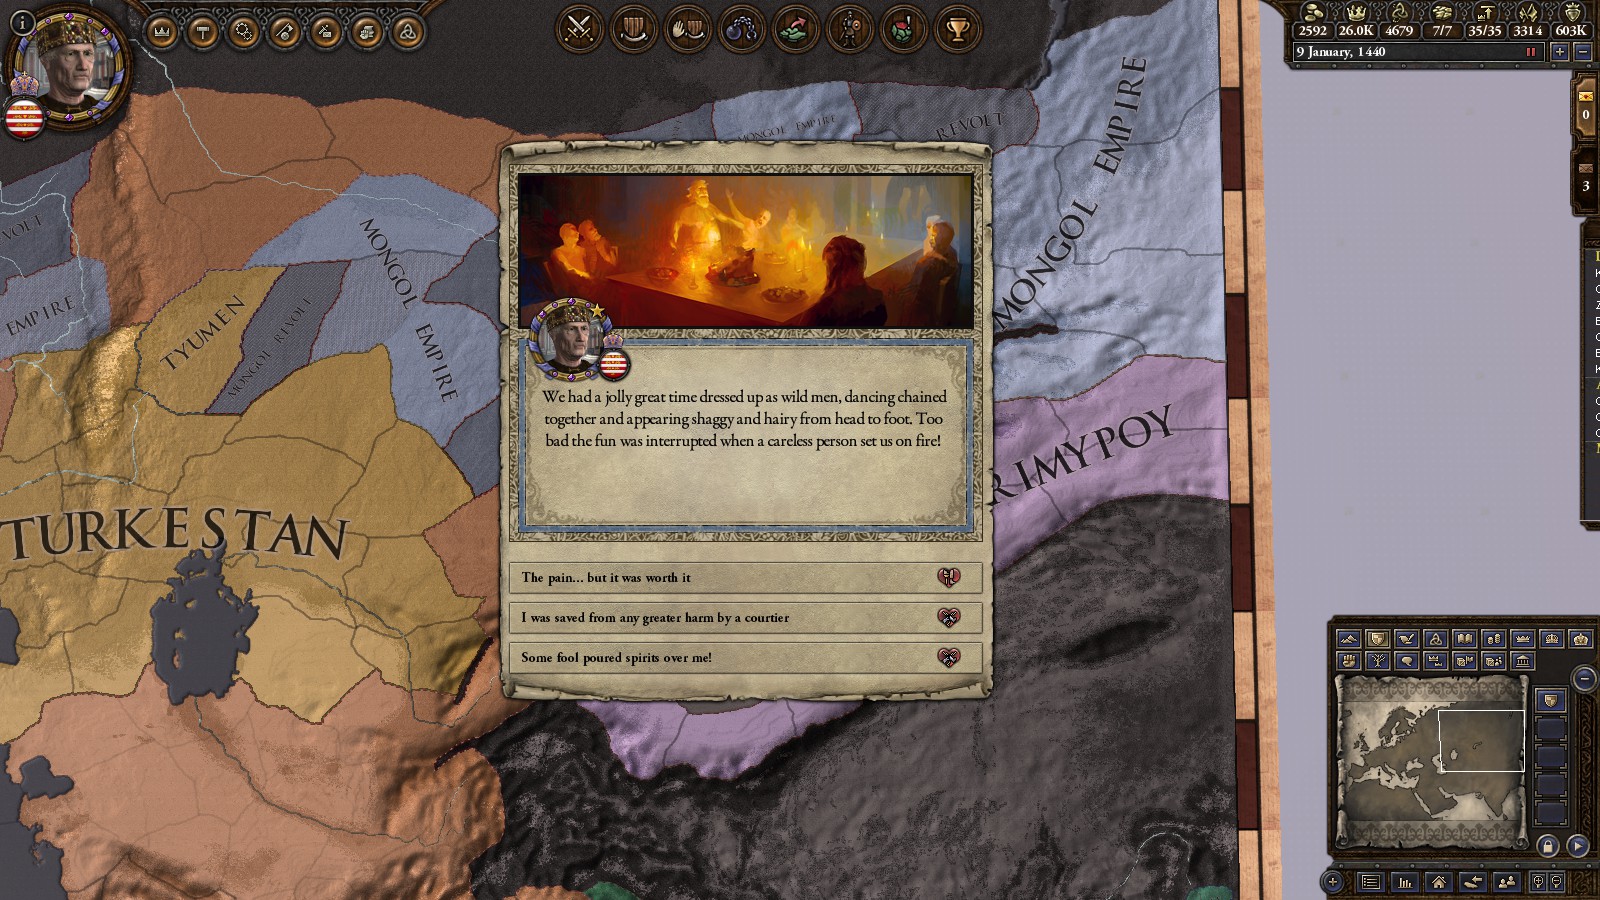 2592 26.0K 4679 7/7 35/35 3314 603K
9 January, 1440
0
3
MONGOL EMPIRE
REVOLT
MONGOL EMPIRE
VOLT
MONGOL EMPIRE
EMPIRE
TYUMEN
MONGOL REVOLT
RIMYPOY
TURKESTAN
We had a jolly great time dressed up as wild men, dancing chained
together and appearing shaggy and hairy from head to foot. Too
bad the fun was interrupted when a careless person set us on fire!
The pain... but it was worth it
I was saved from any greater harm by a courtier
Some fool poured spirits over me!